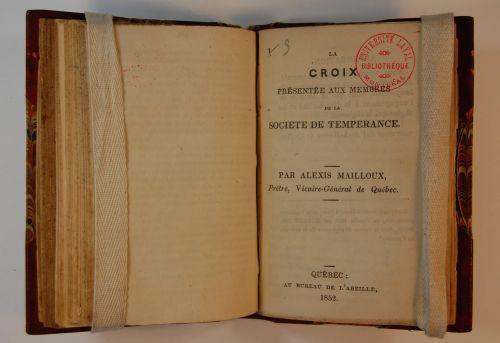 LA
CROIX
PRÉSENTÉE AUX MEMBRES
DE LA
SOCIETE DE TEMPERANCE.
PAR ALEXIS MAILLOUX,
Prêtre, Vicaire-Général de Québec.
QUÉBEC:
AU BUREAU DE L'ABEILLE,
1852.
UNIVERSITÉ LAVAL
BIBLIOTHÈQUE
MONTRÉAL